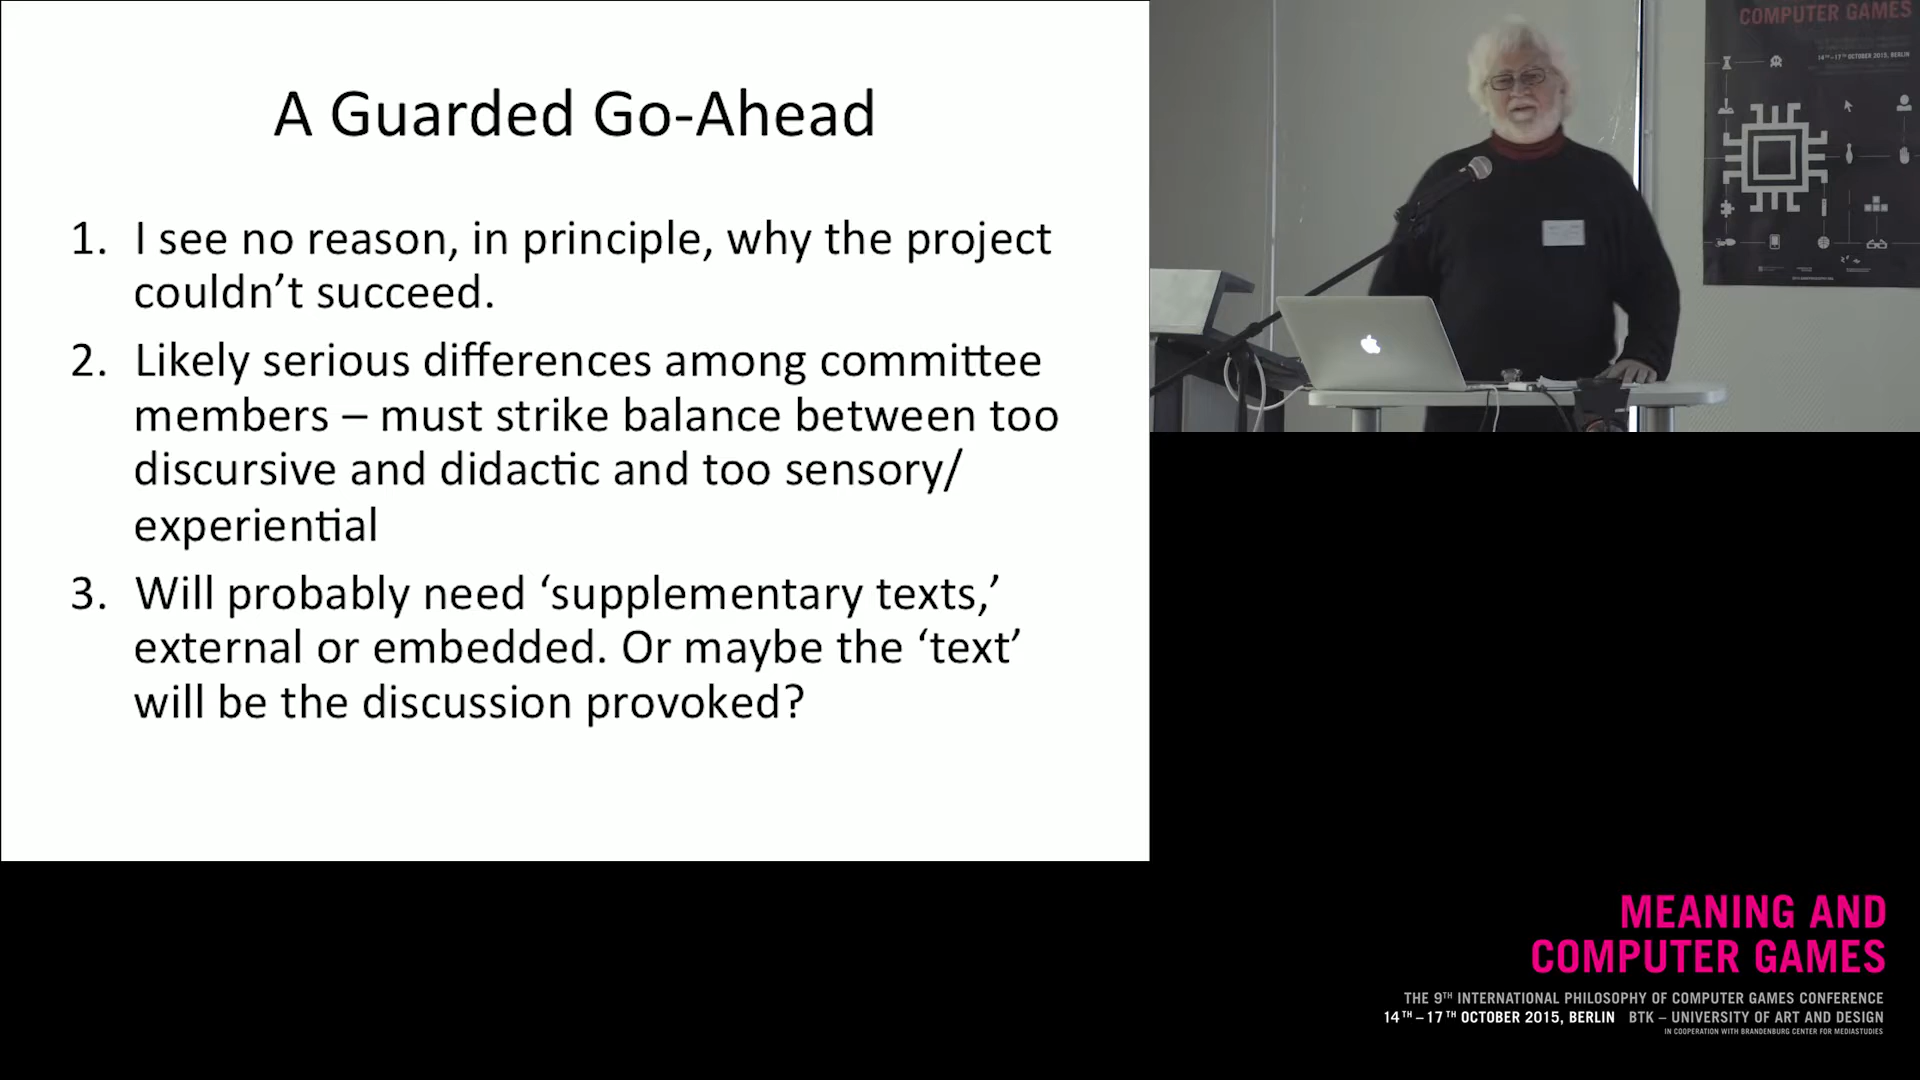 A Guarded Go-Ahead
1. I see no reason, in principle, why the project
couldn’t succeed.
2. Likely serious differences among committee
members – must strike balance between too
discursive and didactic and too sensory/
experiential
3. Will probably need ‘supplementary texts,’
external or embedded. Or maybe the ‘text’
will be the discussion provoked?
COMPUTER GAMES
14TH–17TH OCTOBER 2015, BERLIN
MEANING AND
COMPUTER GAMES
THE 9TH INTERNATIONAL PHILOSOPHY OF COMPUTER GAMES CONFERENCE
14TH–17TH OCTOBER 2015, BERLIN BTK – UNIVERSITY OF ART AND DESIGN
IN COOPERATION WITH BRANDENBURG CENTER FOR MEDIASTUDIES